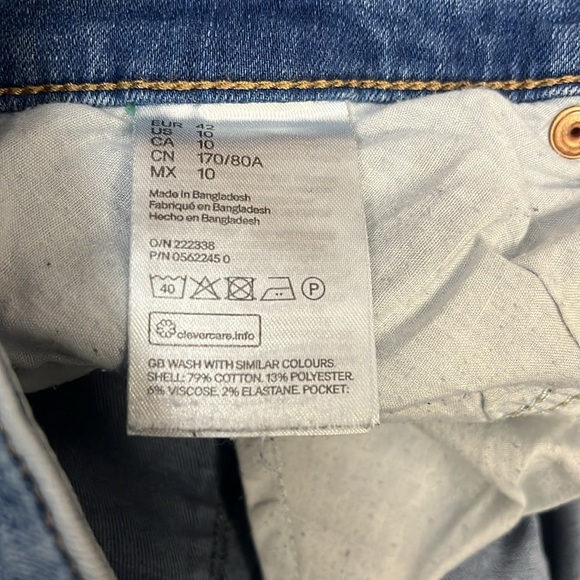 EUR 42
US 10
CA 10
CN 170/80A
MX 10
Made in Bangladesh
Fabriqué en Bangladesh
Hecho en Bangladesh
O/N 222338
P/N 0562245 0
40 P
clevercare.info
GB WASH WITH SIMILAR COLOURS.
SHELL: 79% COTTON. 13% POLYESTER.
6% VISCOSE. 2% ELASTANE. POCKET: